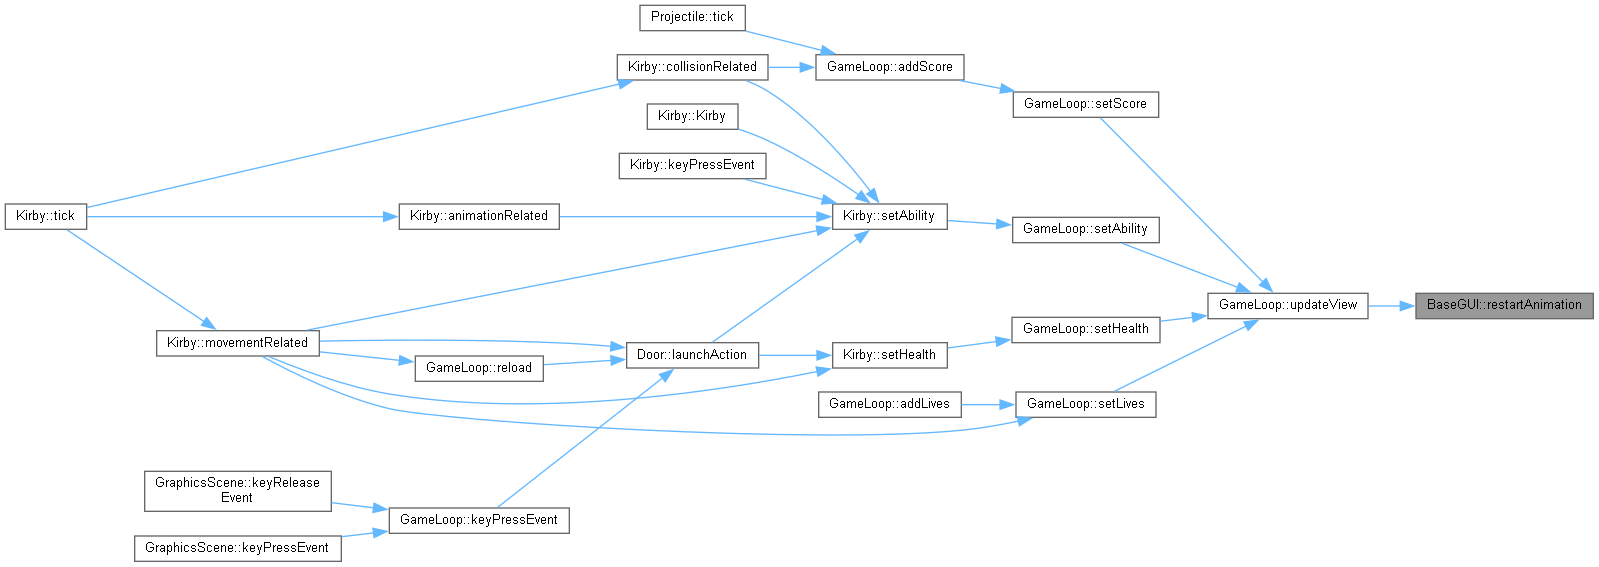 Projectile::tick
Kirby::collisionRelated
GameLoop::addScore
GameLoop::setScore
Kirby::Kirby
Kirby::keyPressEvent
Kirby::tick
Kirby::animationRelated
Kirby::setAbility
GameLoop::setAbility
GameLoop::updateView
BaseGUI::restartAnimation
Kirby::movementRelated
GameLoop::reload
Door::launchAction
Kirby::setHealth
GameLoop::setHealth
GameLoop::addLives
GameLoop::setLives
GraphicsScene::keyRelease
Event
GameLoop::keyPressEvent
GraphicsScene::keyPressEvent